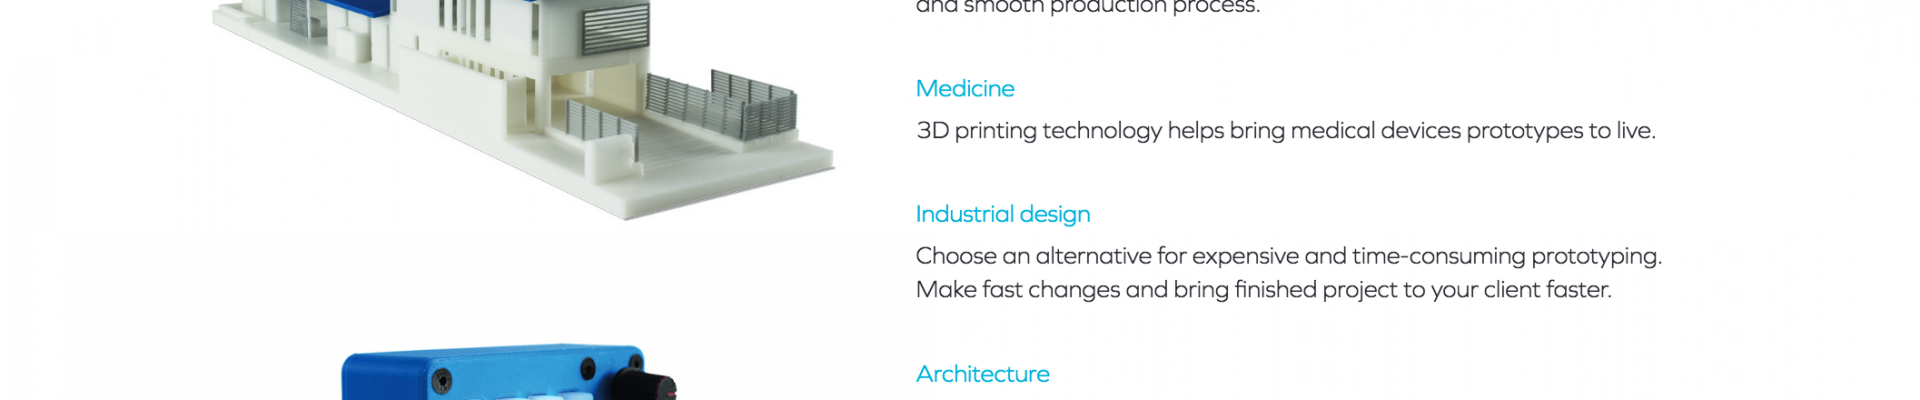 and smooth production process.
Medicine
3D printing technology helps bring medical devices prototypes to live.
Industrial design
Choose an alternative for expensive and time-consuming prototyping.
Make fast changes and bring finished project to your client faster.
Architecture